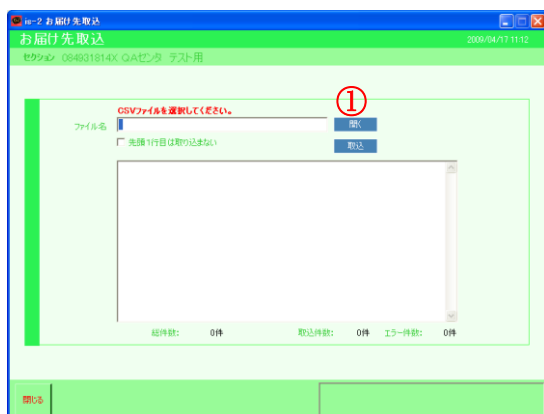 is-2 お届け先取込
お届け先取込
2009/04/17 11:12
セクション 084931814X QAセンタ テスト用
CSVファイルを選択してください。
①
ファイル名
開く
先頭1行目は取り込まない
取込
総件数: 0件 取込件数: 0件 エラー件数: 0件
閉じる